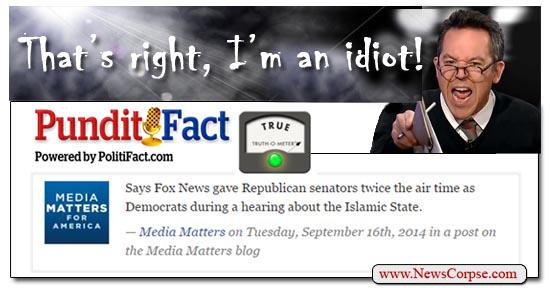 That's right, I'm an idiot!
PunditFact
Powered by PolitiFact.com
TRUE
TRUTH-O-METER
MEDIA
MATTERS
FOR
AMERICA
Says Fox News gave Republican senators twice the air time as
Democrats during a hearing about the Islamic State.
— Media Matters on Tuesday, September 16th, 2014 in a post on
the Media Matters blog
www.NewsCorpse.com